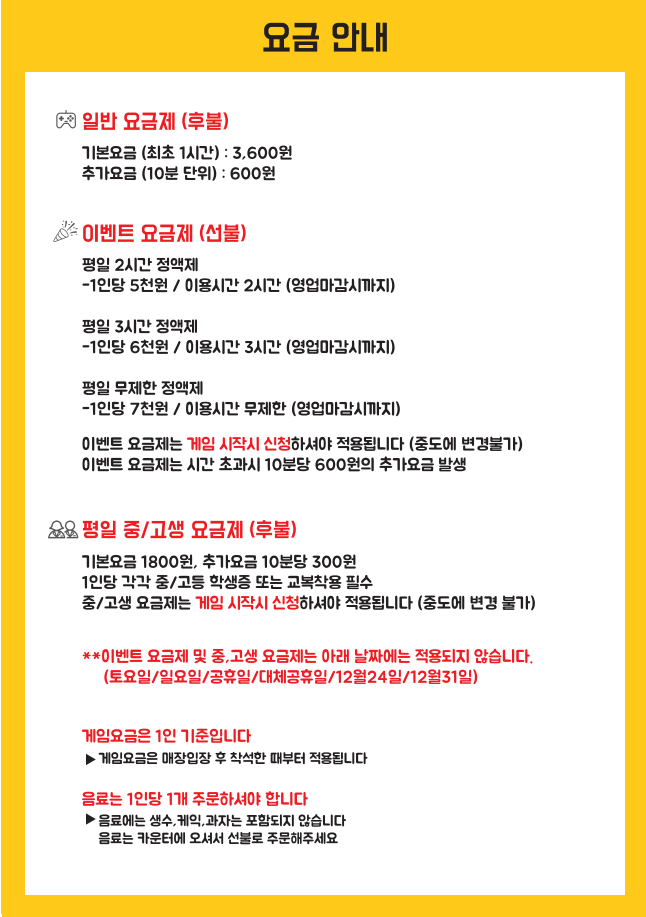 요금 안내
일반 요금제 (후불)
기본요금 (최초 1시간) : 3,600원
추가요금 (10분 단위) : 600원
이벤트 요금제 (선불)
평일 2시간 정액제
-1인당 5천원 / 이용시간 2시간 (영업마감시까지)
평일 3시간 정액제
-1인당 6천원 / 이용시간 3시간 (영업마감시까지)
평일 무제한 정액제
-1인당 7천원 / 이용시간 무제한 (영업마감시까지)
이벤트 요금제는 게임 시작시 신청하셔야 적용됩니다 (중도에 변경불가)
이벤트 요금제는 시간 초과시 10분당 600원의 추가요금 발생
평일 중/고생 요금제 (후불)
기본요금 1800원, 추가요금 10분당 300원
1인당 각각 중/고등 학생증 또는 교복착용 필수
중/고생 요금제는 게임 시작시 신청하셔야 적용됩니다 (중도에 변경 불가)
**이벤트 요금제 및 중,고생 요금제는 아래 날짜에는 적용되지 않습니다.
(토요일/일요일/공휴일/대체공휴일/12월24일/12월31일)
게임요금은 1인 기준입니다
▶게임요금은 매장입장 후 착석한 때부터 적용됩니다
음료는 1인당 1개 주문하셔야 합니다
▶음료에는 생수,케익,과자는 포함되지 않습니다
음료는 카운터에 오셔서 선불로 주문해주세요